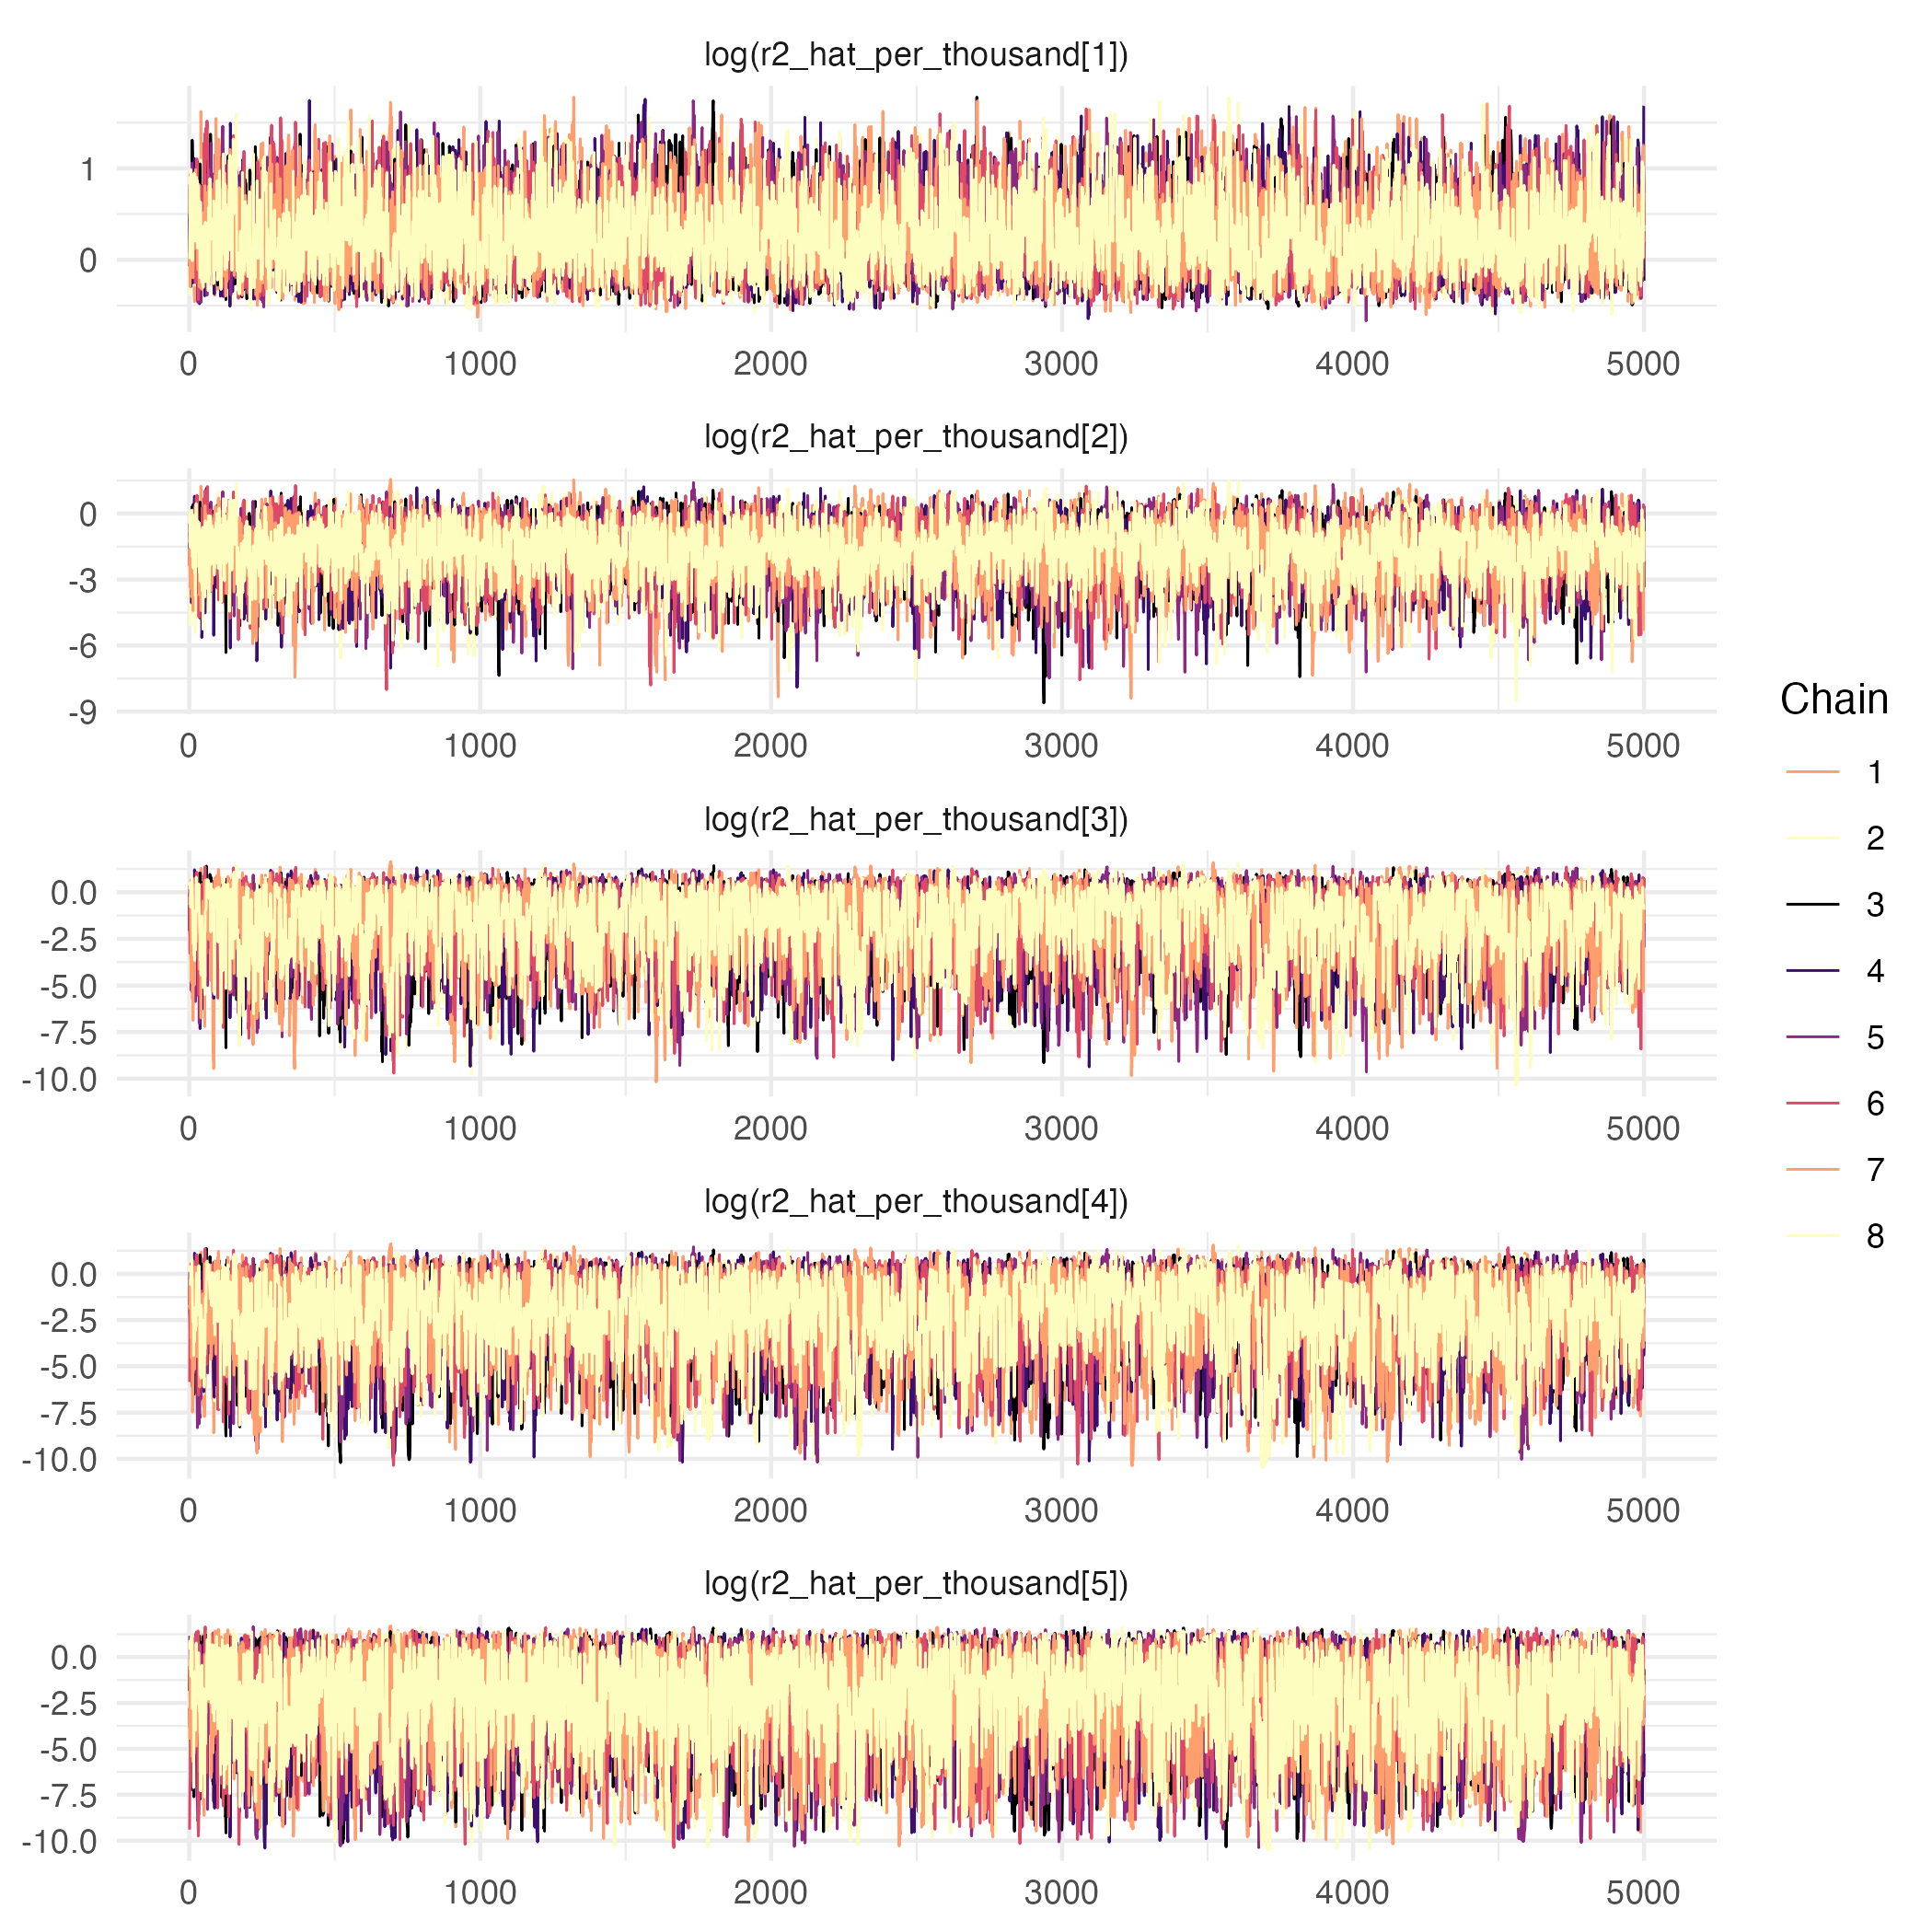 log(r2_hat_per_thousand[1])
1
0
0 1000 2000 3000 4000 5000
log(r2_hat_per_thousand[2])
0
-3
-6
-9
0 1000 2000 3000 4000 5000
log(r2_hat_per_thousand[3])
0.0
-2.5
-5.0
-7.5
-10.0
0 1000 2000 3000 4000 5000
log(r2_hat_per_thousand[4])
0.0
-2.5
-5.0
-7.5
-10.0
0 1000 2000 3000 4000 5000
log(r2_hat_per_thousand[5])
0.0
-2.5
-5.0
-7.5
-10.0
0 1000 2000 3000 4000 5000
Chain
1
2
3
4
5
6
7
8